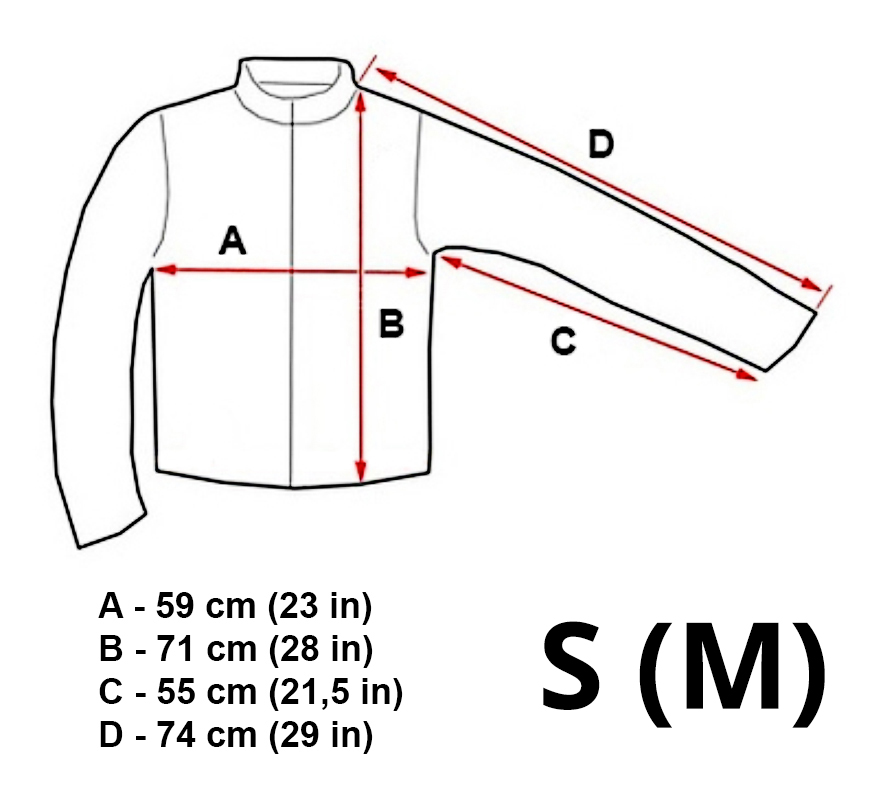 D
A
B
C
A - 59 cm (23 in)
B - 71 cm (28 in)
C - 55 cm (21,5 in)
D - 74 cm (29 in)
S (M)